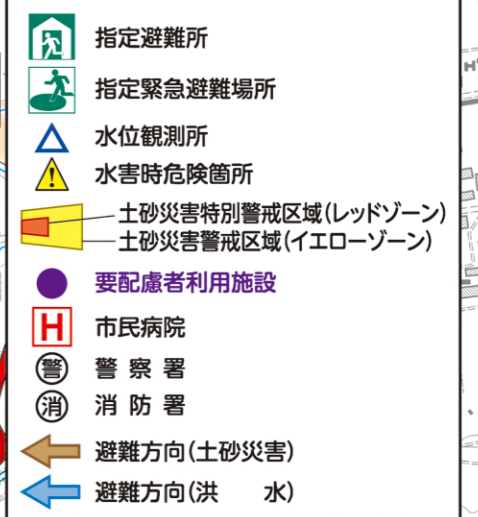 指定避難所
指定緊急避難場所
水位観測所
水害時危険箇所
土砂災害特別警戒区域(レッドゾーン)
土砂災害警戒区域(イエローゾーン)
要配慮者利用施設
H 市民病院
警 警察署
消 消防署
避難方向(土砂災害)
避難方向(洪　水)
H